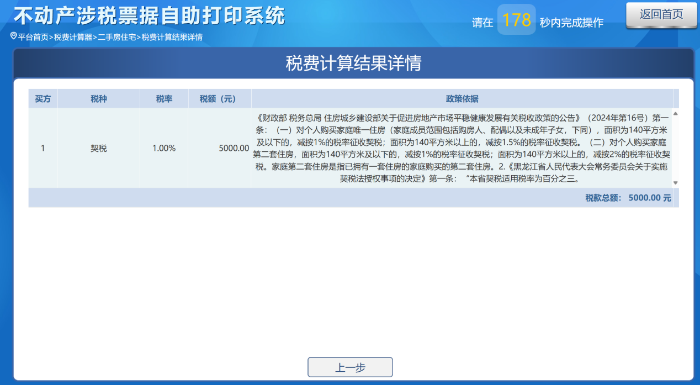 不动产涉税票据自助打印系统
请在 178 秒内完成操作
返回首页
平台首页>税费计算器>二手房住宅>税费计算结果详情
税费计算结果详情
买方 税种 税率 税额（元） 政策依据
《财政部 税务总局 住房城乡建设部关于促进房地产市场平稳健康发展有关税收政策的公告》（2024年第16号）第一
条：（一）对个人购买家庭唯一住房（家庭成员范围包括购房人、配偶以及未成年子女，下同），面积为140平方米
及以下的，减按1%的税率征收契税；面积为140平方米以上的，减按1.5%的税率征收契税。（二）对个人购买家庭
1 契税 1.00% 5000.00 第二套住房，面积为140平方米及以下的，减按1%的税率征收契税；面积为140平方米以上的，减按2%的税率征收契
税。家庭第二套住房是指已拥有一套住房的家庭购买的第二套住房。2.《黑龙江省人民代表大会常务委员会关于实施
契税法授权事项的决定》第一条：“本省契税适用税率为百分之三。
税款总额： 5000.00 元
上一步